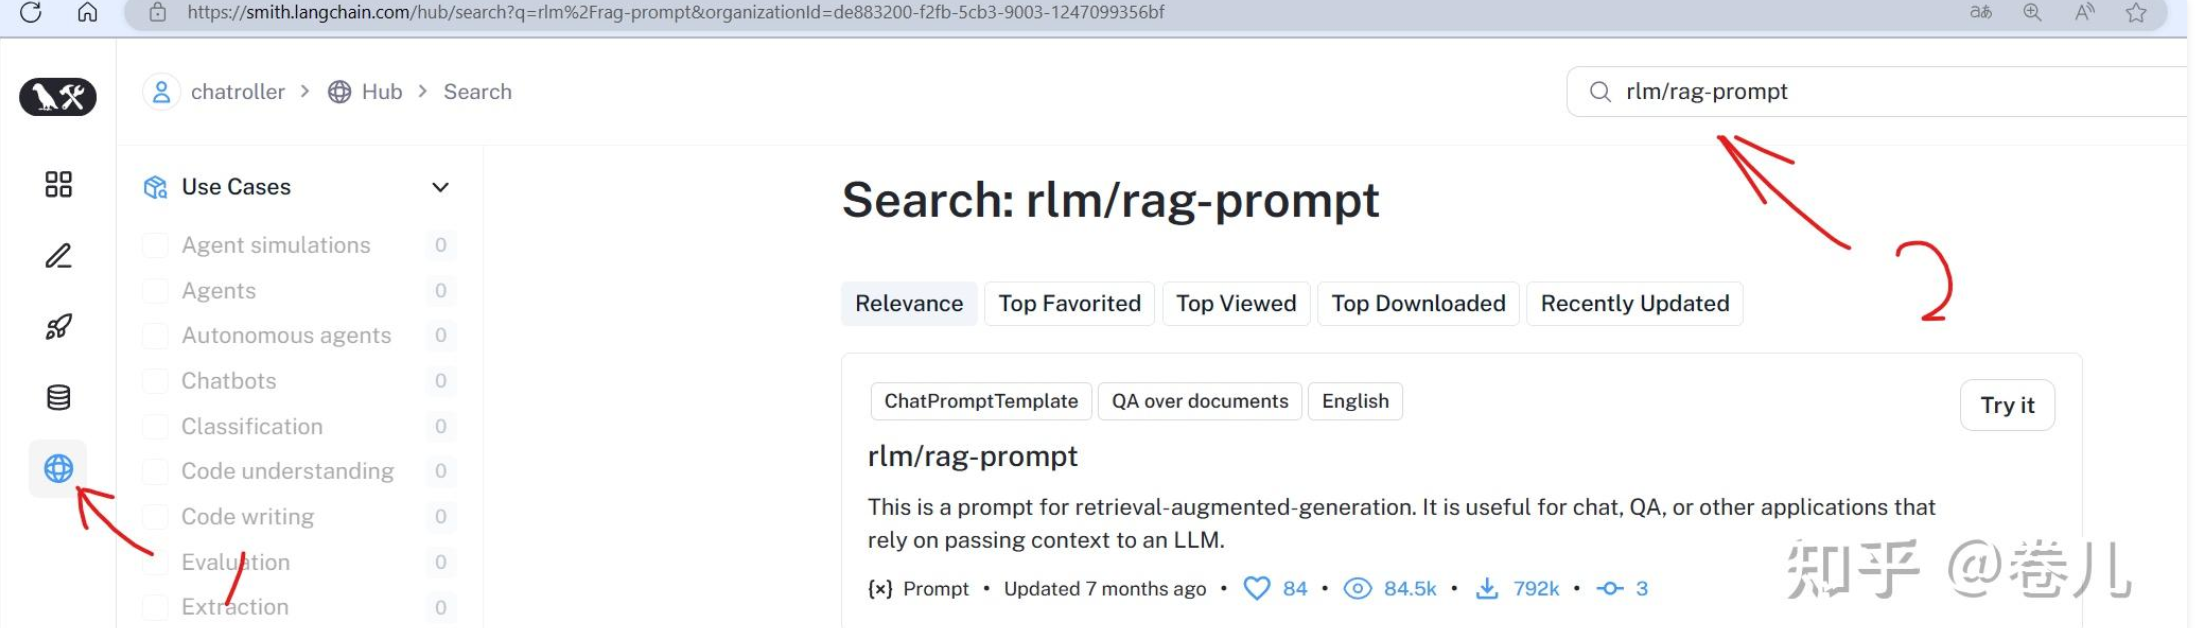 https://smith.langchain.com/hub/search?q=rlm%2Frag-prompt&organizationId=de883200-f2fb-5cb3-9003-1247099356bf
aあ
A
chatroller > Hub > Search
rlm/rag-prompt
2
Use Cases
Agent simulations 0
Agents 0
Autonomous agents 0
Chatbots 0
Classification 0
Code understanding 0
Code writing 0
Evaluation 0
Extraction 0
1
Search: rlm/rag-prompt
Relevance Top Favorited Top Viewed Top Downloaded Recently Updated
ChatPromptTemplate QA over documents English
Try it
rlm/rag-prompt
This is a prompt for retrieval-augmented-generation. It is useful for chat, QA, or other applications that
rely on passing context to an LLM.
{x} Prompt • Updated 7 months ago • 84 • 84.5k • 792k • 3
知乎 @卷儿